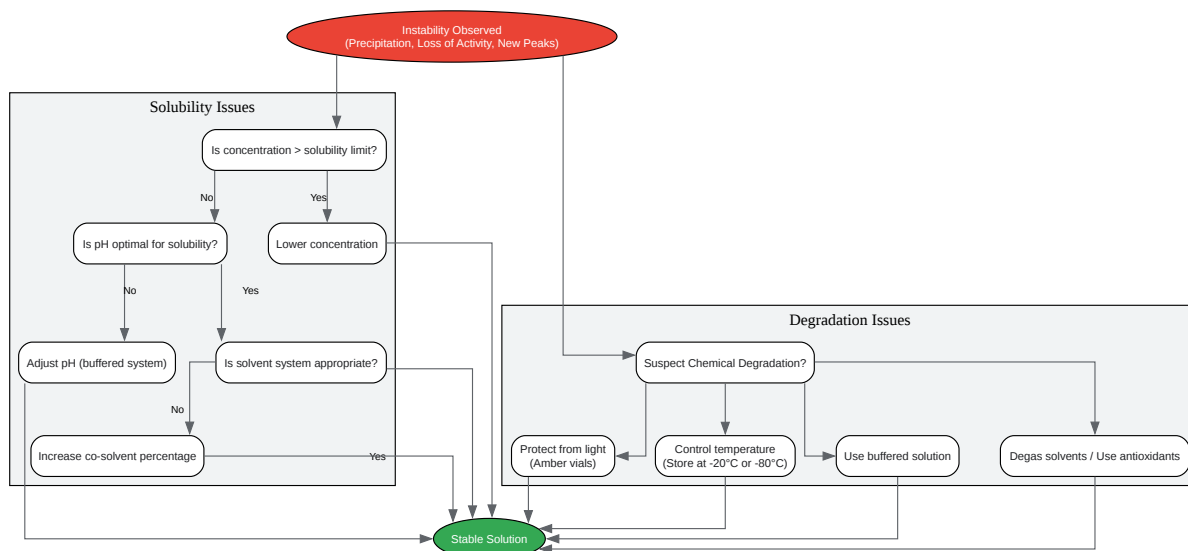 Instability Observed
(Precipitation, Loss of Activity, New Peaks)
Solubility Issues
Is concentration > solubility limit?
No
Yes
Is pH optimal for solubility?
Lower concentration
No
Yes
Degradation Issues
Adjust pH (buffered system)
Is solvent system appropriate?
Suspect Chemical Degradation?
No
Increase co-solvent percentage
Yes
Protect from light
(Amber vials)
Control temperature
(Store at -20°C or -80°C)
Use buffered solution
Degas solvents / Use antioxidants
Stable Solution